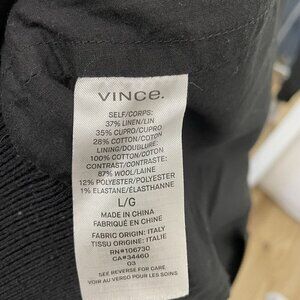 VINCE.
SELF/CORPS:
37% LINEN/LIN
35% CUPRO/CUPRO
28% COTTON/COTON
LINING/DOUBLURE:
100% COTTON/COTON
CONTRAST/CONTRASTE:
87% WOOL/LAINE
12% POLYESTER/POLYESTER
1% ELASTANE/ÉLASTHANNE
L/G
MADE IN CHINA
FABRIQUÉ EN CHINE
FABRIC ORIGIN: ITALY
TISSU ORIGINE: ITALIE
RN#106730
CA#34460
03
SEE REVERSE FOR CARE
VOIR AU VERSO POUR LES SOINS